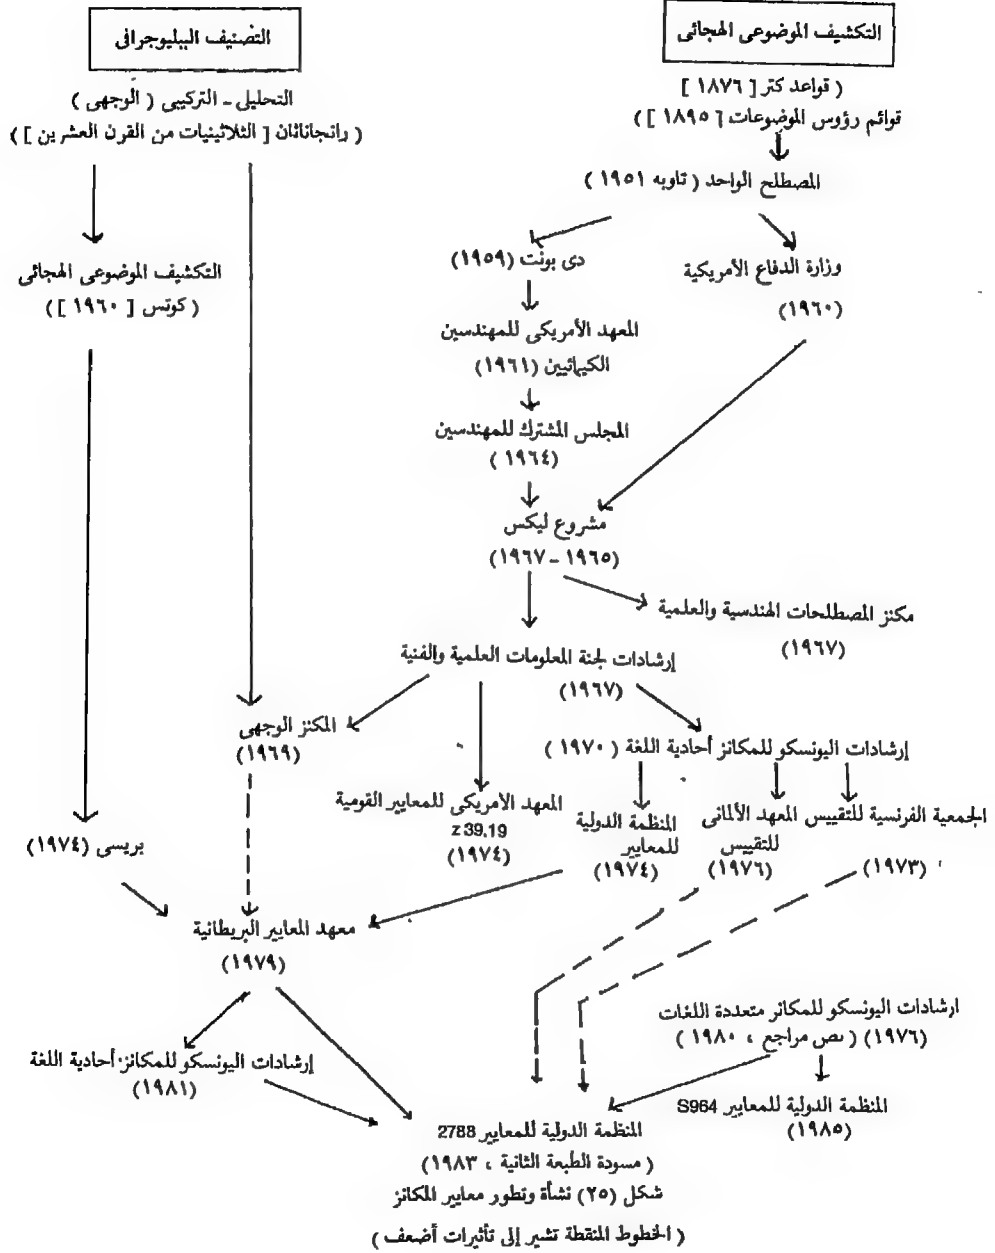 التكشيف الموضوعى الهجائى
التصنيف الببليوجرافى
( قواعد كتر [ ١٨٧٦ ]
قوائم رؤوس الموضوعات [ ١٨٩٥ ])
التحليلى ـ التركيبى ( الوجهى )
( رانجاناثان [ الثلاثينيات من القرن العشرين ])
المصطلح الواحد ( تاوبه ١٩٥١ )
دى بونت (١٩٥٩)
وزارة الدفاع الأمريكية
(١٩٦٠)
التكشيف الموضوعى الهجائى
( كوتس [ ١٩٦٠ ])
المعهد الأمريكى للمهندسين
الكيمائيين (١٩٦١)
المجلس المشترك للمهندسين
( ١٩٦٤)
مشروع ليكس
(١٩٦٥ ـ ١٩٦٧)
مكنز المصطلحات الهندسية والعلمية
(١٩٦٧)
إرشادات لجنة المعلومات العلمية والفنية
(١٩٦٧)
المكنز الوجهى
(١٩٦٩)
إرشادات اليونسكو للمكانز أحادية اللغة ( ١٩٧٠ )
المعهد الأمريكى للمعايير القومية
z 39.19
(١٩٧٤)
المنظمة الدولية
للمعايير
(١٩٧٤)
المعهد الألمانى
للتقييس
(١٩٧٦)
الجمعية الفرنسية للتقييس
(١٩٧٣)
بريسى (١٩٧٤)
معهد المعايير البريطانية
(١٩٧٩)
ارشادات اليونسكو للمكانز متعددة اللغات
(١٩٧٦) ( نص مراجع ، ١٩٨٠ )
إرشادات اليونسكو للمكانز أحادية اللغة
(١٩٨١)
المنظمة الدولية للمعايير S964
(١٩٨٥)
المنظمة الدولية للمعايير 2788
( مسودة الطبعة الثانية ، ١٩٨٣)
شكل (٢٥) نشأة وتطور معايير المكانز
( الخطوط المنقطة تشير إلى تأثيرات أضعف )